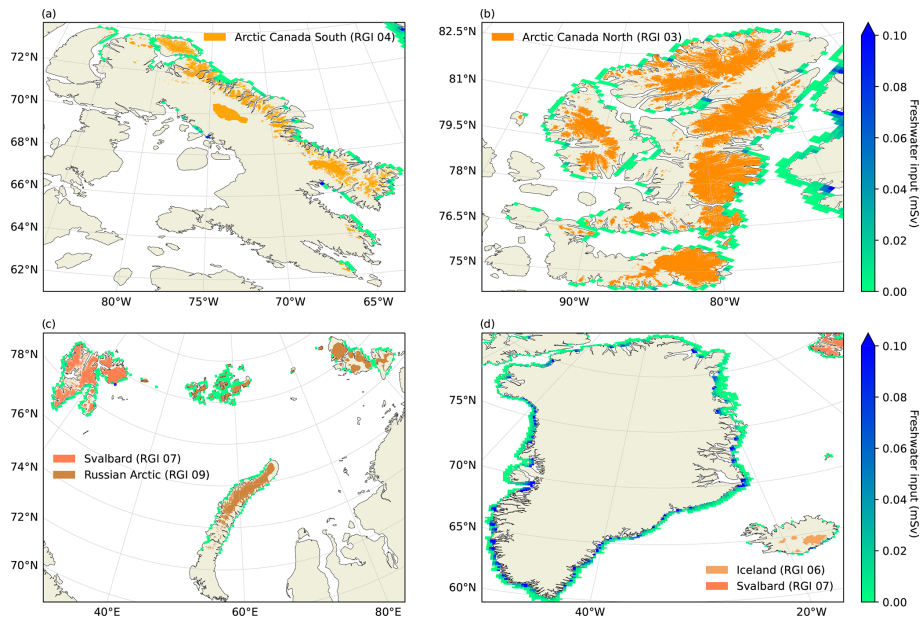 (a)
Arctic Canada South (RGI 04)
72°N
70°N
68°N
66°N
64°N
62°N
80°W
75°W
70°W
65°W
(b)
Arctic Canada North (RGI 03)
82.5°N
81°N
79.5°N
78°N
76.5°N
75°N
90°W
80°W
0.10
0.08
0.06
0.04
0.02
0.00
Freshwater input (mSv)
(c)
78°N
76°N
74°N
72°N
70°N
Svalbard (RGI 07)
Russian Arctic (RGI 09)
40°E
60°E
80°E
(d)
75°N
70°N
65°N
60°N
Iceland (RGI 06)
Svalbard (RGI 07)
40°W
20°W
0.10
0.08
0.06
0.04
0.02
0.00
Freshwater input (mSv)